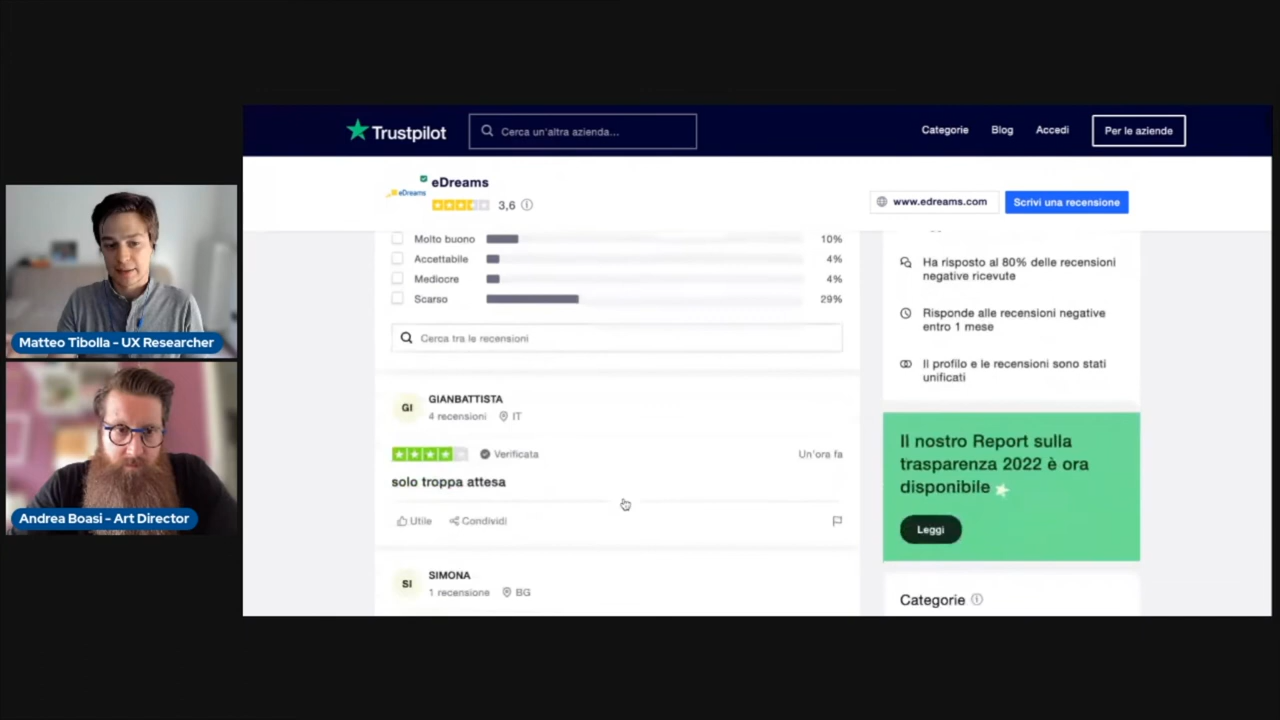 Matteo Tibolla - UX Researcher
Andrea Boasi - Art Director
Trustpilot
Cerca un'altra azienda...
Categorie
Blog
Accedi
Per le aziende
eDreams
eDreams
3,6
www.edreams.com
Scrivi una recensione
Molto buono 10%
Accettabile 4%
Mediocre 4%
Scarso 29%
Cerca tra le recensioni
GI
GIANBATTISTA
4 recensioni IT
Verificata
Un'ora fa
solo troppa attesa
Utile
Condividi
SI
SIMONA
1 recensione BG
Ha risposto al 80% delle recensioni
negative ricevute
Risponde alle recensioni negative
entro 1 mese
Il profilo e le recensioni sono stati
unificati
Il nostro Report sulla
trasparenza 2022 è ora
disponibile
Leggi
Categorie